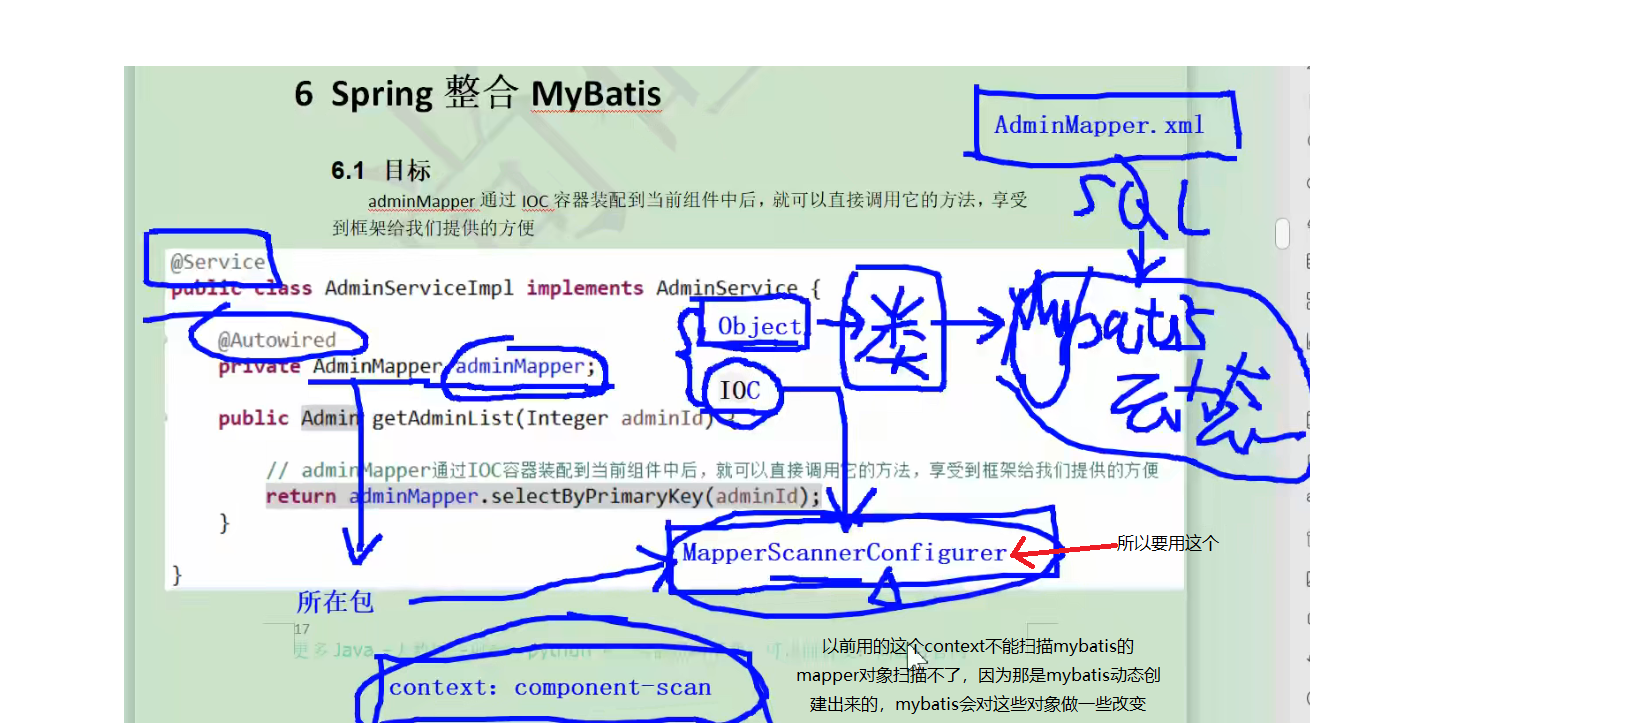 6 Spring 整合 MyBatis
AdminMapper.xml
SQL
6.1 目标
adminMapper 通过 IOC 容器装配到当前组件中后，就可以直接调用它的方法，享受
到框架给我们提供的方便
@Service
public class AdminServiceImpl implements AdminService {
Object
类
Mybatis
动态
@Autowired
private AdminMapper adminMapper;
IOC
public Admin getAdminList(Integer adminId) {
// adminMapper通过IOC容器装配到当前组件中后，就可以直接调用它的方法，享受到框架给我们提供的方便
return adminMapper.selectByPrimaryKey(adminId);
}
MapperScannerConfigurer
所以要用这个
}
所在包
17
更多Java
python
以前用的这个context不能扫描mybatis的
mapper对象扫描不了，因为那是mybatis动态创
建出来的，mybatis会对这些对象做一些改变
context: component-scan